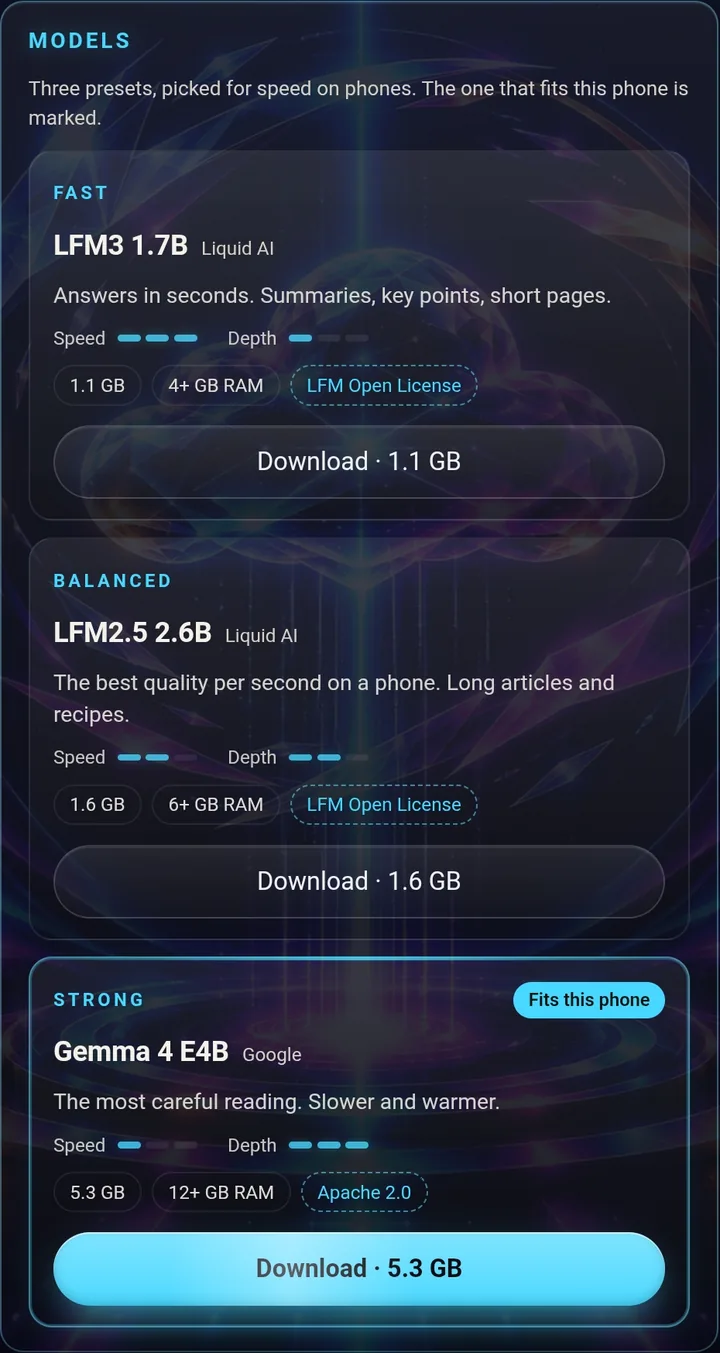 MODELS
Three presets, picked for speed on phones. The one that fits this phone is
marked.
FAST
LFM3 1.7B Liquid AI
Answers in seconds. Summaries, key points, short pages.
Speed Depth
1.1 GB 4+ GB RAM LFM Open License
Download · 1.1 GB
BALANCED
LFM2.5 2.6B Liquid AI
The best quality per second on a phone. Long articles and
recipes.
Speed Depth
1.6 GB 6+ GB RAM LFM Open License
Download · 1.6 GB
STRONG Fits this phone
Gemma 4 E4B Google
The most careful reading. Slower and warmer.
Speed Depth
5.3 GB 12+ GB RAM Apache 2.0
Download · 5.3 GB